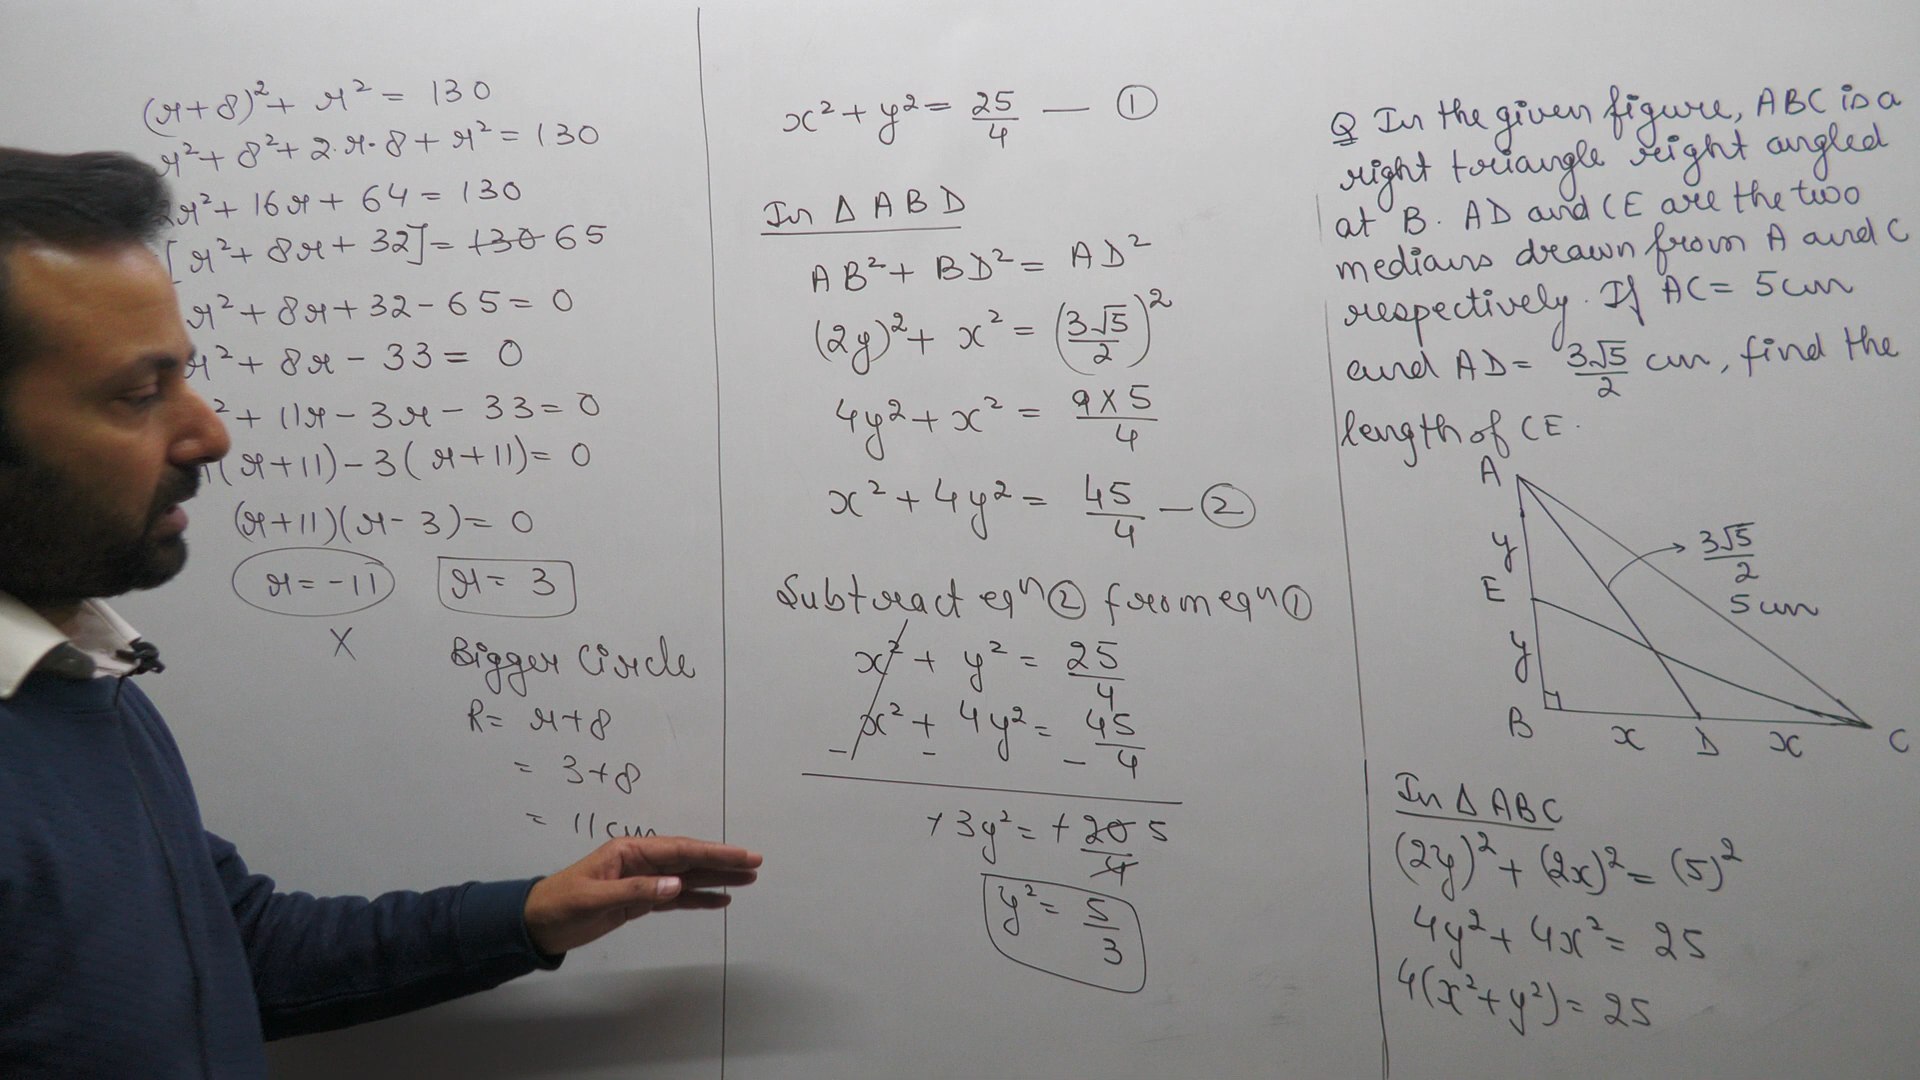 (r+8)² + r² = 130
r² + 8² + 2·r·8 + r² = 130
2r² + 16r + 64 = 130
[r² + 8r + 32] = 130 65
r² + 8r + 32 - 65 = 0
r² + 8r - 33 = 0
² + 11r - 3r - 33 = 0
(r+11) - 3(r+11) = 0
(r+11)(r-3) = 0
r = -11 r = 3
X
Bigger Circle
R = r+8
= 3+8
= 11 cm
x² + y² = 25/4 — ①
In Δ ABD
AB² + BD² = AD²
(2y)² + x² = (3√5/2)²
4y² + x² = 9×5/4
x² + 4y² = 45/4 — ②
Subtract eqⁿ ② from eqⁿ ①
x² + y² = 25/4
x² + 4y² = 45/4
- - -
+3y² = +20/4 5
y² = 5/3
Q In the given figure, ABC is a
right triangle right angled
at B. AD and CE are the two
medians drawn from A and C
respectively. If AC = 5cm
and AD = 3√5/2 cm, find the
length of CE.
A
y
3√5/2
E
5cm
y
B x D x C
In Δ ABC
(2y)² + (2x)² = (5)²
4y² + 4x² = 25
4(x² + y²) = 25